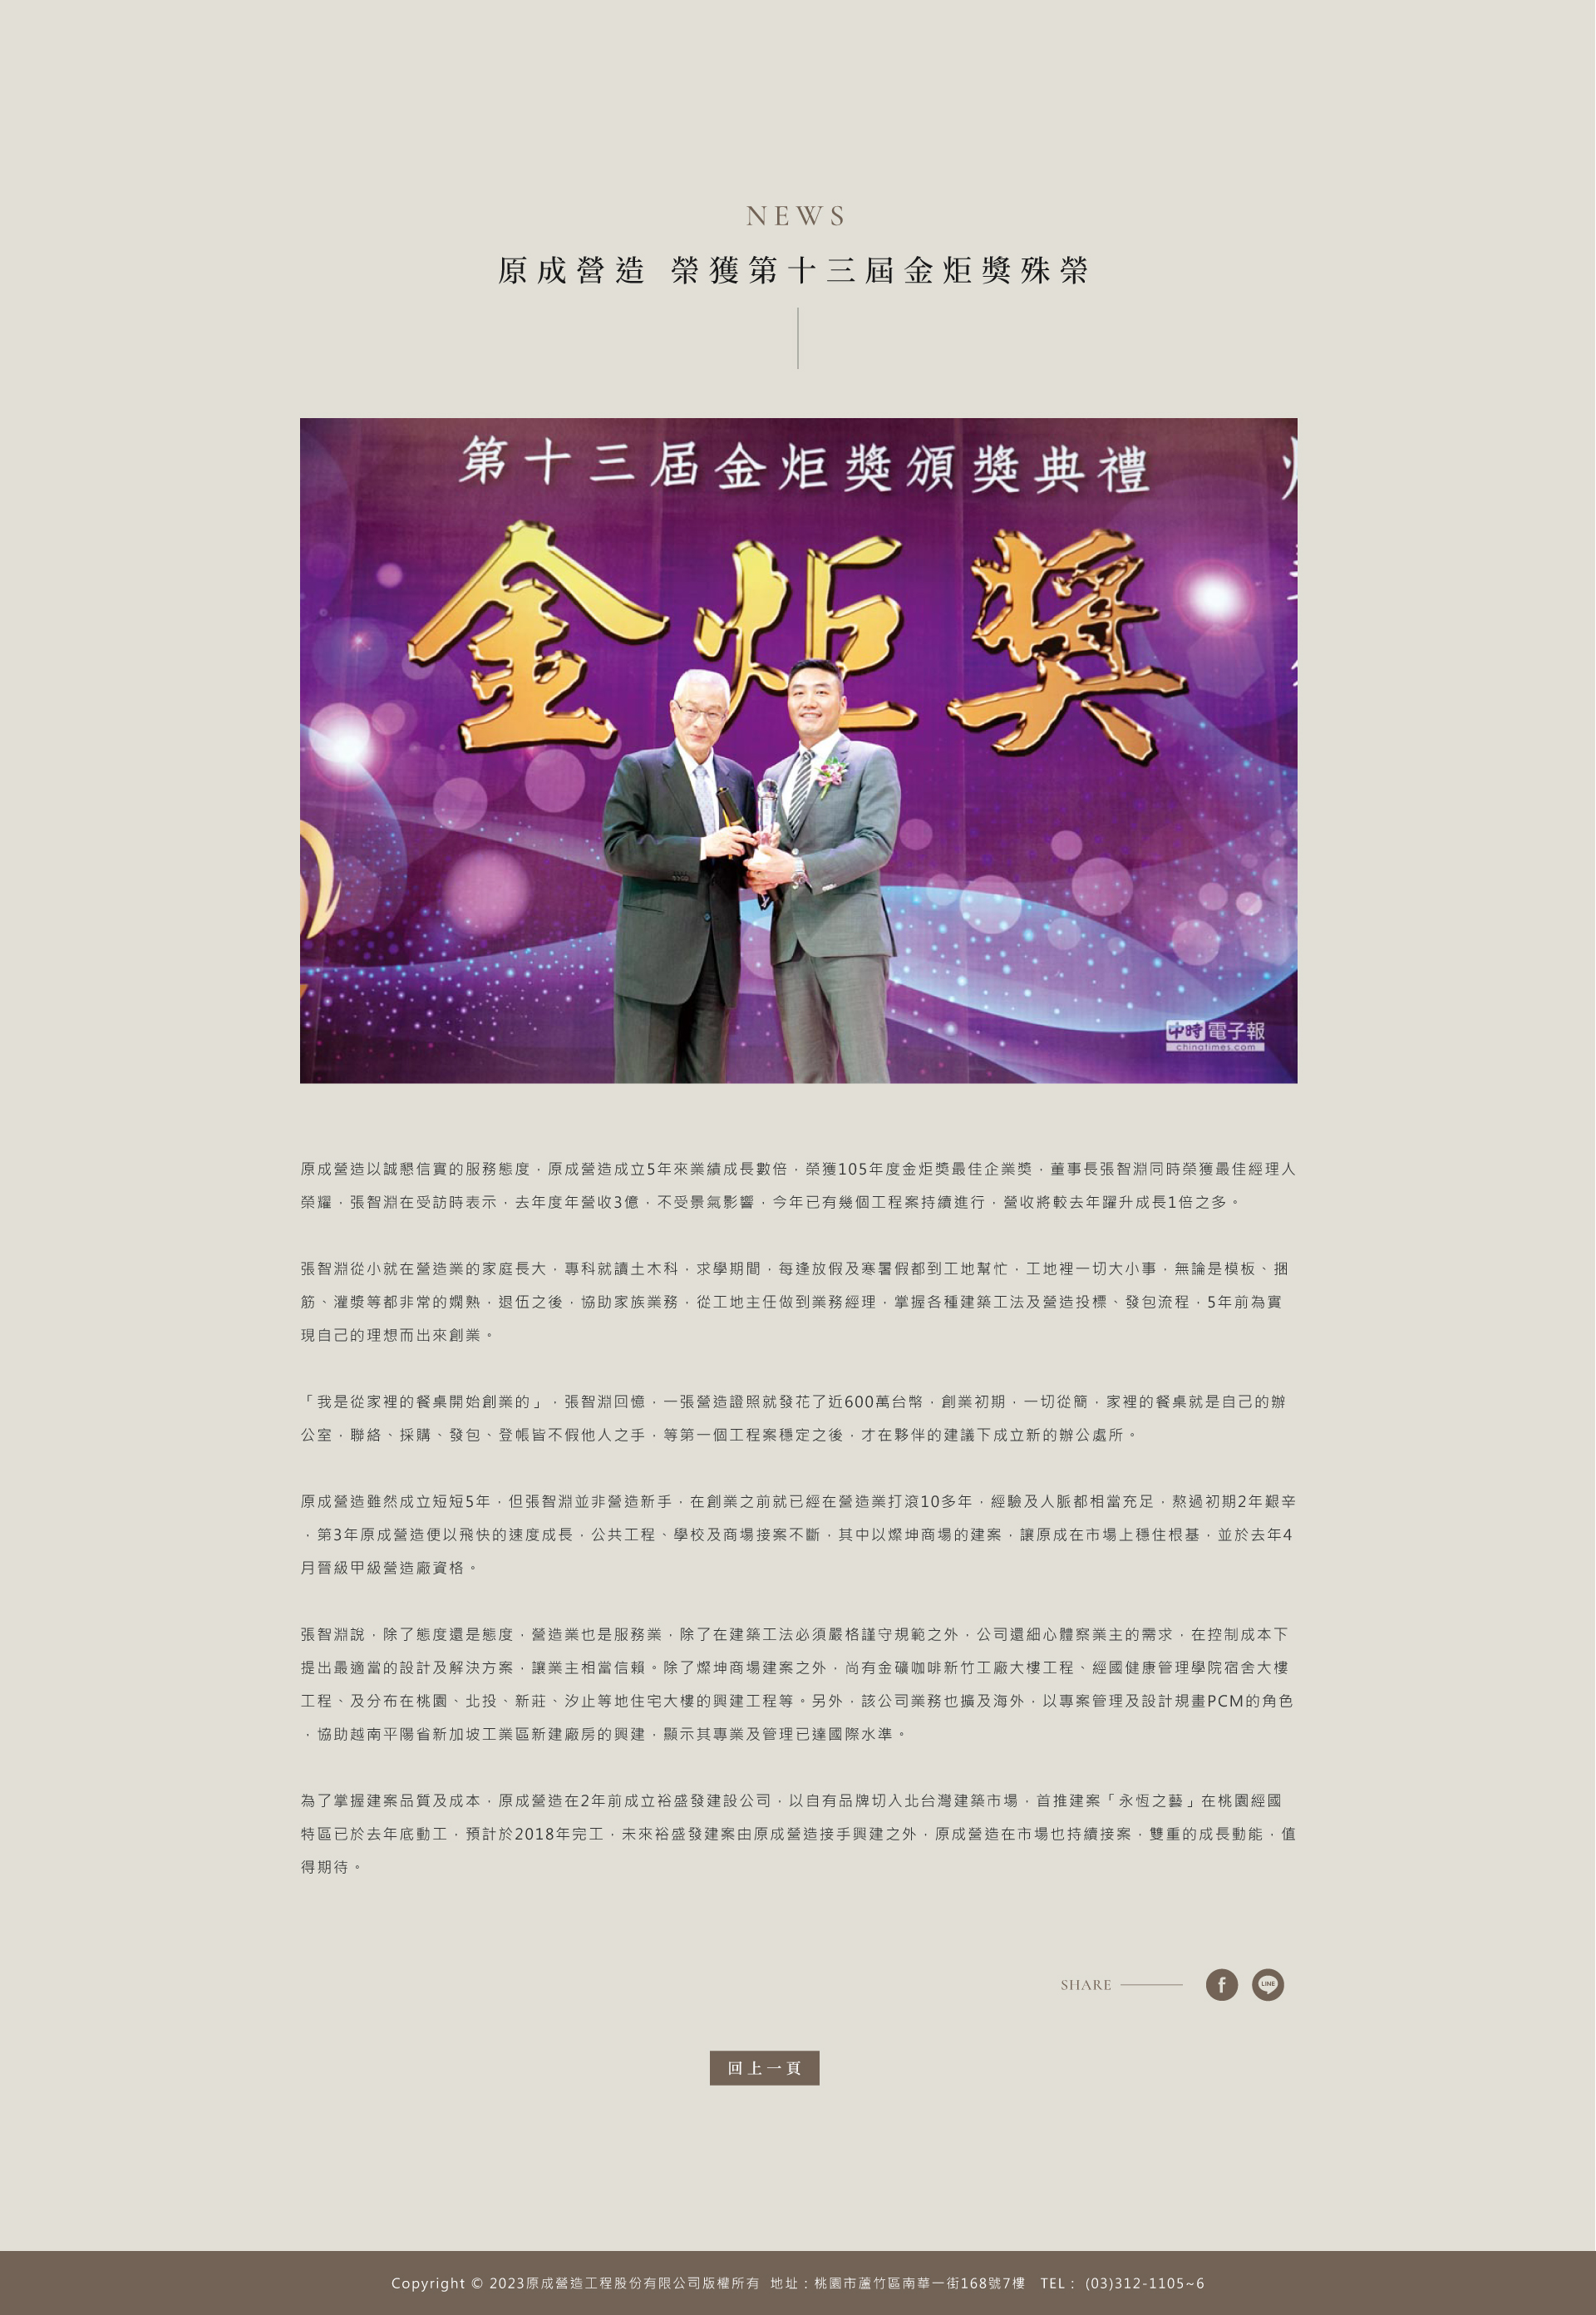 NEWS
原成營造 榮獲第十三屆金炬獎殊榮
第十三屆金炬獎頒獎典禮
金炬獎
中時電子報
chinatimes.com
原成營造以誠懇信實的服務態度，原成營造成立5年來業績成長數倍，榮獲105年度金炬獎最佳企業獎，董事長張智淵同時榮獲最佳經理人
榮耀，張智淵在受訪時表示，去年度年營收3億，不受景氣影響，今年已有幾個工程案持續進行，營收將較去年躍升成長1倍之多。
張智淵從小就在營造業的家庭長大，專科就讀土木科，求學期間，每逢放假及寒暑假都到工地幫忙，工地裡一切大小事，無論是模板、捆
筋、灌漿等都非常的嫻熟，退伍之後，協助家族業務，從工地主任做到業務經理，掌握各種建築工法及營造投標、發包流程，5年前為實
現自己的理想而出來創業。
「我是從家裡的餐桌開始創業的」，張智淵回憶，一張營造證照就發花了近600萬台幣，創業初期，一切從簡，家裡的餐桌就是自己的辦
公室，聯絡、採購、發包、登帳皆不假他人之手，等第一個工程案穩定之後，才在夥伴的建議下成立新的辦公處所。
原成營造雖然成立短短5年，但張智淵並非營造新手，在創業之前就已經在營造業打滾10多年，經驗及人脈都相當充足，熬過初期2年艱辛
，第3年原成營造便以飛快的速度成長，公共工程、學校及商場接案不斷，其中以燦坤商場的建案，讓原成在市場上穩住根基，並於去年4
月晉級甲級營造廠資格。
張智淵說，除了態度還是態度，營造業也是服務業，除了在建築工法必須嚴格謹守規範之外，公司還細心體察業主的需求，在控制成本下
提出最適當的設計及解決方案，讓業主相當信賴。除了燦坤商場建案之外，尚有金礦咖啡新竹工廠大樓工程、經國健康管理學院宿舍大樓
工程、及分布在桃園、北投、新莊、汐止等地住宅大樓的興建工程等。另外，該公司業務也擴及海外，以專案管理及設計規畫PCM的角色
，協助越南平陽省新加坡工業區新建廠房的興建，顯示其專業及管理已達國際水準。
為了掌握建案品質及成本，原成營造在2年前成立裕盛發建設公司，以自有品牌切入北台灣建築市場，首推建案「永恆之藝」在桃園經國
特區已於去年底動工，預計於2018年完工，未來裕盛發建案由原成營造接手興建之外，原成營造在市場也持續接案，雙重的成長動能，值
得期待。
SHARE
LINE
回上一頁
Copyright © 2023原成營造工程股份有限公司版權所有 地址：桃園市蘆竹區南華一街168號7樓 TEL： (03)312-1105~6